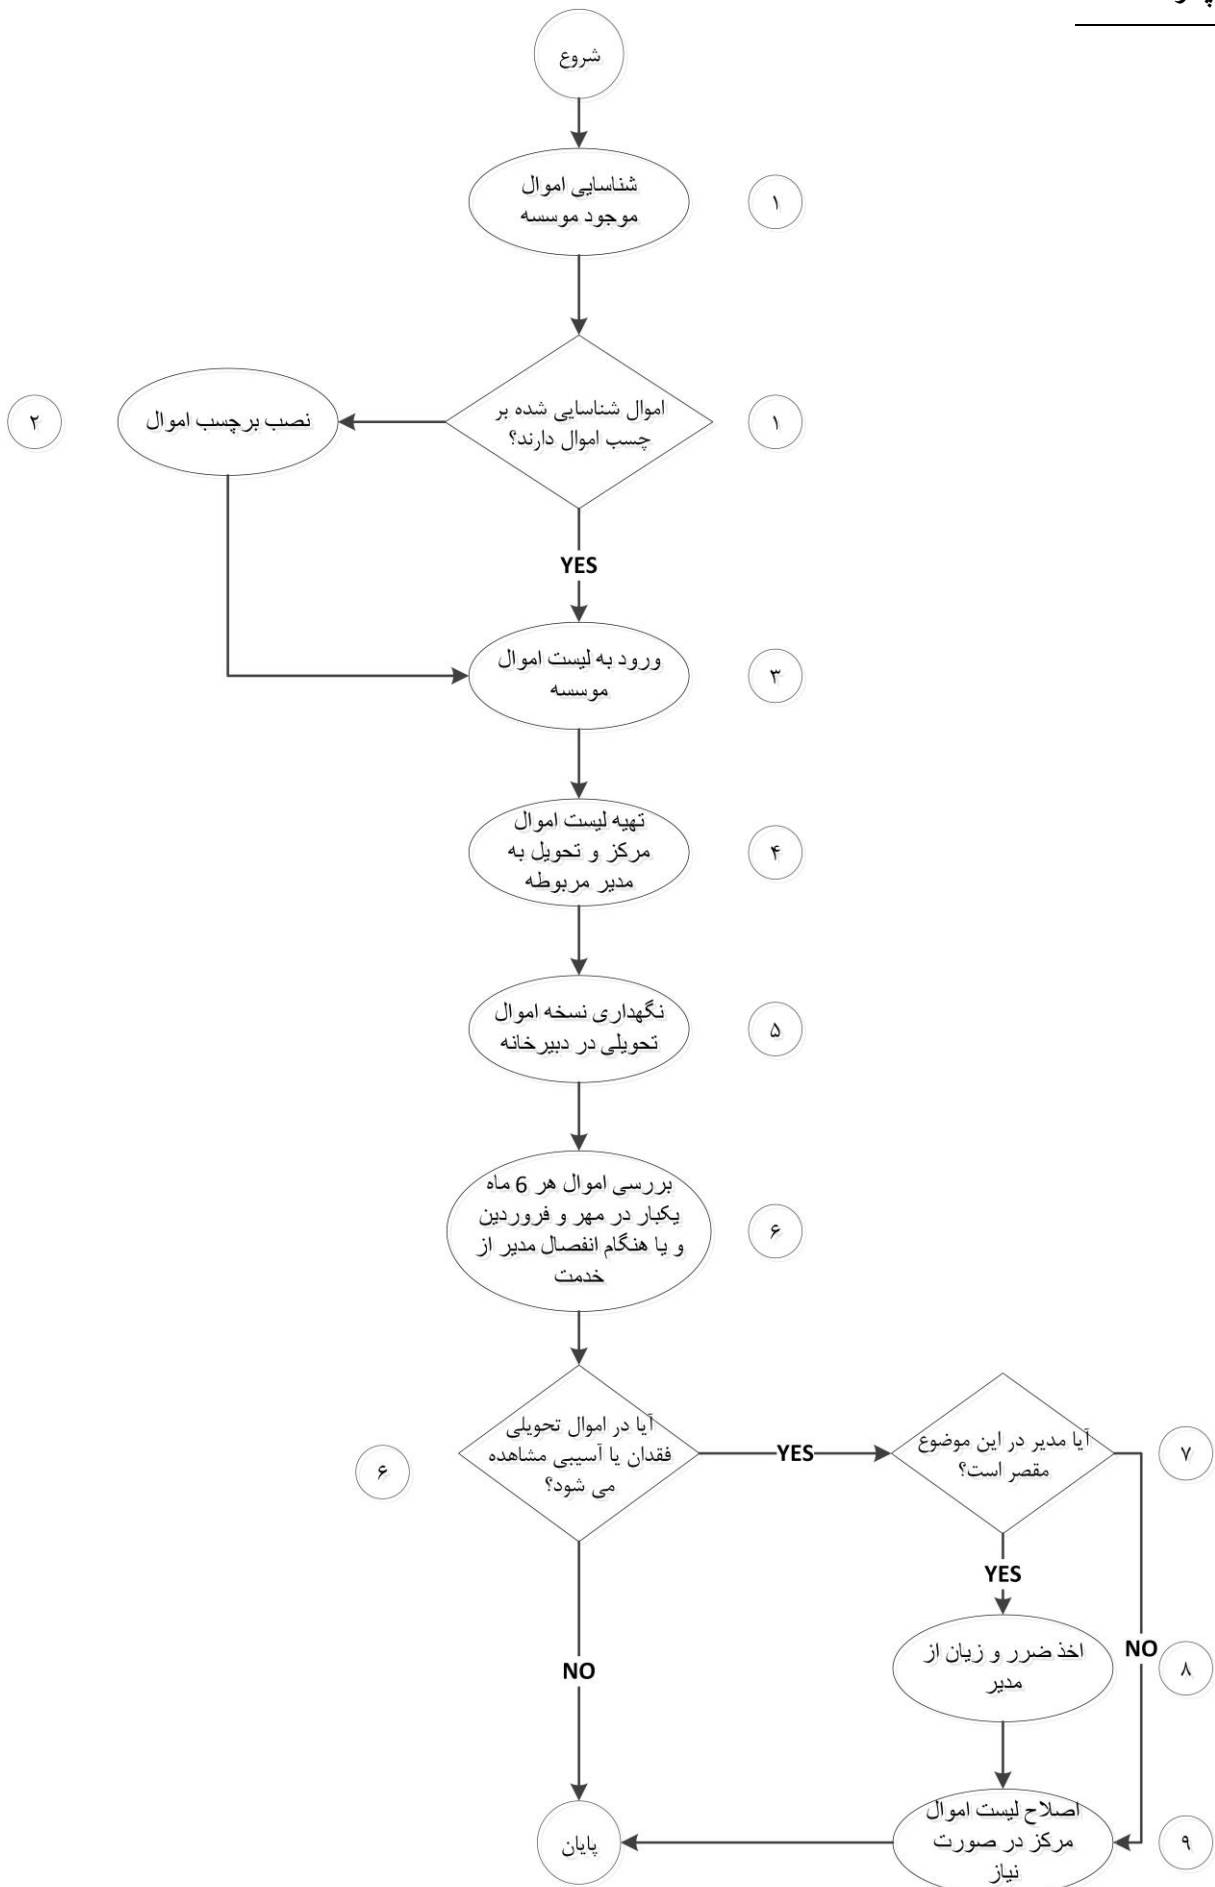 شروع
شناسایی اموال
موجود موسسه
۱
اموال شناسایی شده بر
چسب اموال دارند؟
۱
نصب برچسب اموال
۲
YES
ورود به لیست اموال
موسسه
۳
تهیه لیست اموال
مرکز و تحویل به
مدیر مربوطه
۴
نگهداری نسخه اموال
تحویلی در دبیرخانه
۵
بررسی اموال هر 6 ماه
یکبار در مهر و فروردین
و یا هنگام انفصال مدیر از
خدمت
۶
آیا در اموال تحویلی
فقدان یا آسیبی مشاهده
می شود؟
۶
YES
آیا مدیر در این موضوع
مقصر است؟
۷
YES
NO
اخذ ضرر و زیان از
مدیر
۸
NO
اصلاح لیست اموال
مرکز در صورت
نیاز
۹
پایان